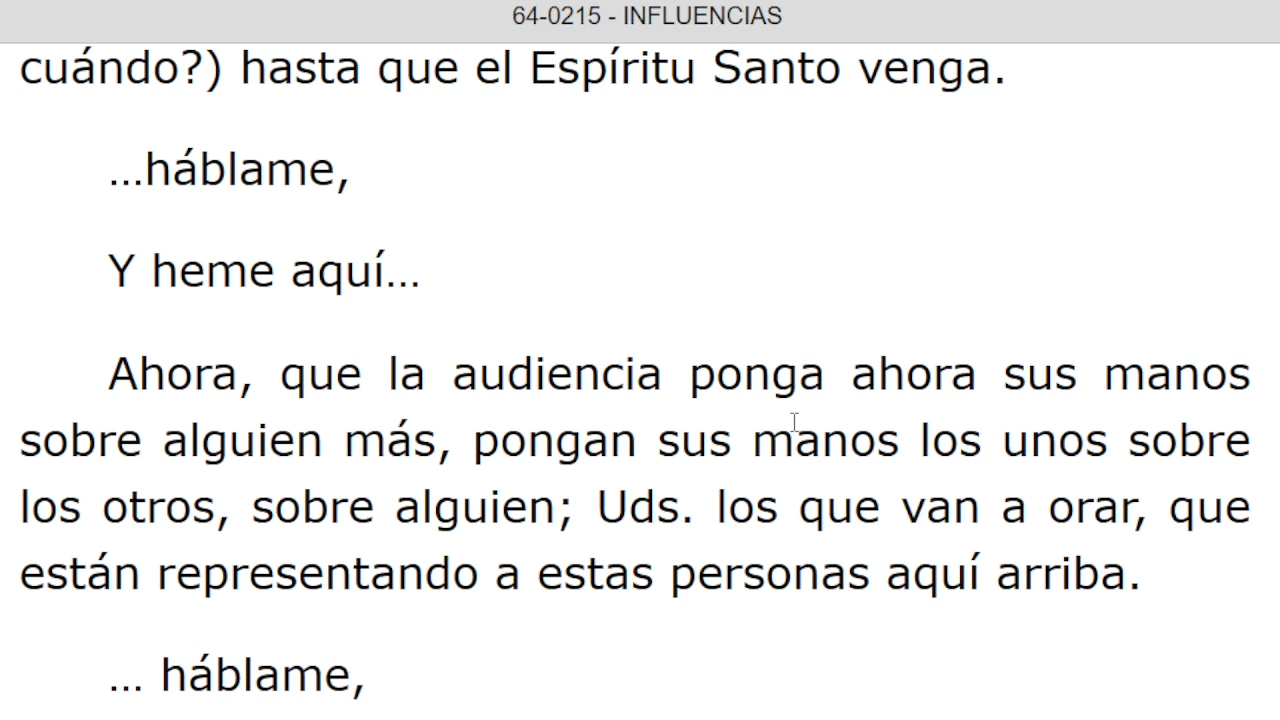 64-0215 - INFLUENCIAS
cuándo?) hasta que el Espíritu Santo venga.
...háblame,
Y heme aquí...
Ahora, que la audiencia ponga ahora sus manos
sobre alguien más, pongan sus manos los unos sobre
los otros, sobre alguien; Uds. los que van a orar, que
están representando a estas personas aquí arriba.
... háblame,